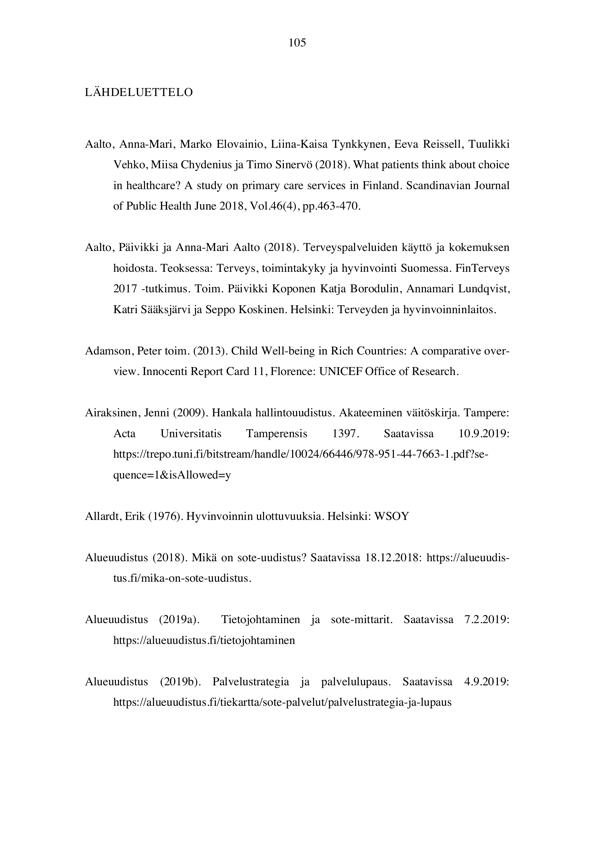 105
LÄHDELUETTELO
Aalto, Anna-Mari, Marko Elovainio, Liina-Kaisa Tynkkynen, Eeva Reissell, Tuulikki
Vehko, Miisa Chydenius ja Timo Sinervö (2018). What patients think about choice
in healthcare? A study on primary care services in Finland. Scandinavian Journal
of Public Health June 2018, Vol.46(4), pp.463-470.
Aalto, Päivikki ja Anna-Mari Aalto (2018). Terveyspalveluiden käyttö ja kokemuksen
hoidosta. Teoksessa: Terveys, toimintakyky ja hyvinvointi Suomessa. FinTerveys
2017 -tutkimus. Toim. Päivikki Koponen Katja Borodulin, Annamari Lundqvist,
Katri Sääksjärvi ja Seppo Koskinen. Helsinki: Terveyden ja hyvinvoinninlaitos.
Adamson, Peter toim. (2013). Child Well-being in Rich Countries: A comparative over-
view. Innocenti Report Card 11, Florence: UNICEF Office of Research.
Airaksinen, Jenni (2009). Hankala hallintouudistus. Akateeminen väitöskirja. Tampere:
Acta Universitatis Tamperensis 1397. Saatavissa 10.9.2019:
https://trepo.tuni.fi/bitstream/handle/10024/66446/978-951-44-7663-1.pdf?se-
quence=1&isAllowed=y
Allardt, Erik (1976). Hyvinvoinnin ulottuvuuksia. Helsinki: WSOY
Alueuudistus (2018). Mikä on sote-uudistus? Saatavissa 18.12.2018: https://alueuudis-
tus.fi/mika-on-sote-uudistus.
Alueuudistus (2019a). Tietojohtaminen ja sote-mittarit. Saatavissa 7.2.2019:
https://alueuudistus.fi/tietojohtaminen
Alueuudistus (2019b). Palvelustrategia ja palvelulupaus. Saatavissa 4.9.2019:
https://alueuudistus.fi/tiekartta/sote-palvelut/palvelustrategia-ja-lupaus